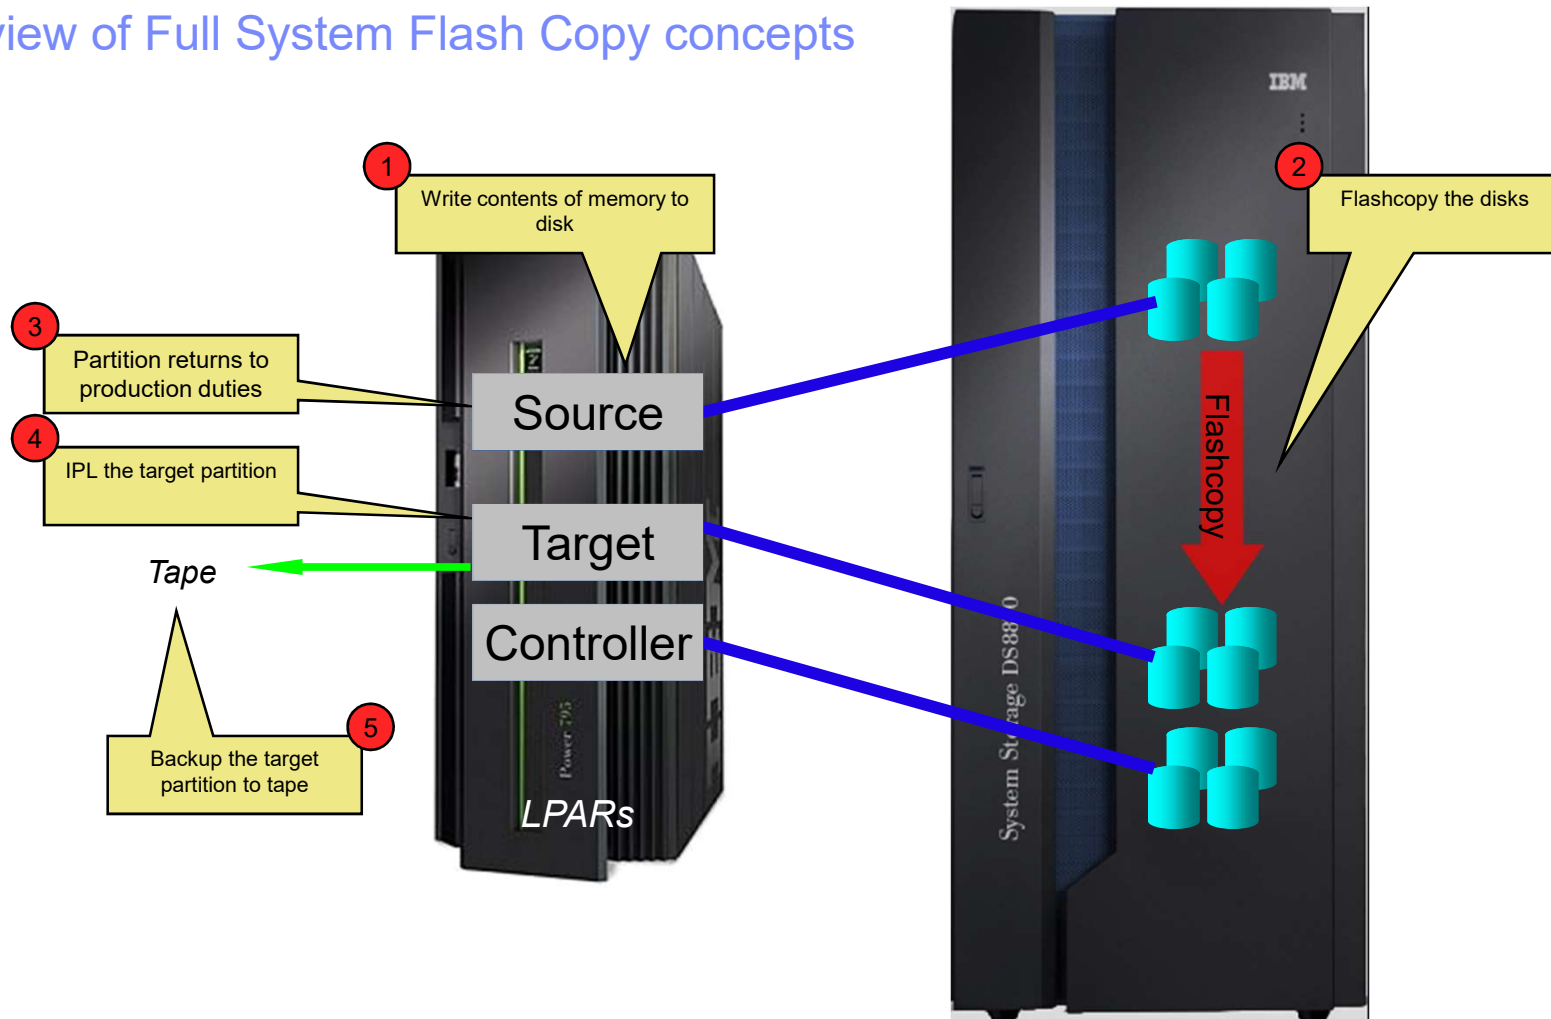 view of Full System Flash Copy concepts
IBM
1
Write contents of memory to
disk
2
Flashcopy the disks
3
Partition returns to
production duties
4
IPL the target partition
Source
Target
Controller
Flashcopy
Tape
5
Backup the target
partition to tape
Power 795
LPARs
System Storage